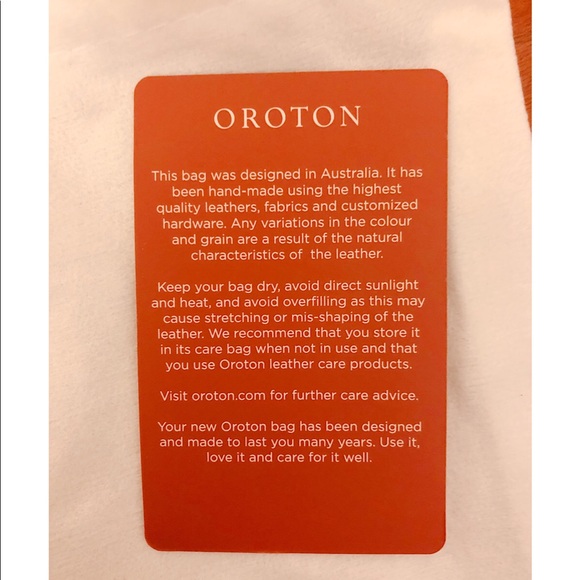 OROTON
This bag was designed in Australia. It has
been hand-made using the highest
quality leathers, fabrics and customized
hardware. Any variations in the colour
and grain are a result of the natural
characteristics of the leather.
Keep your bag dry, avoid direct sunlight
and heat, and avoid overfilling as this may
cause stretching or mis-shaping of the
leather. We recommend that you store it
in its care bag when not in use and that
you use Oroton leather care products.
Visit oroton.com for further care advice.
Your new Oroton bag has been designed
and made to last you many years. Use it,
love it and care for it well.